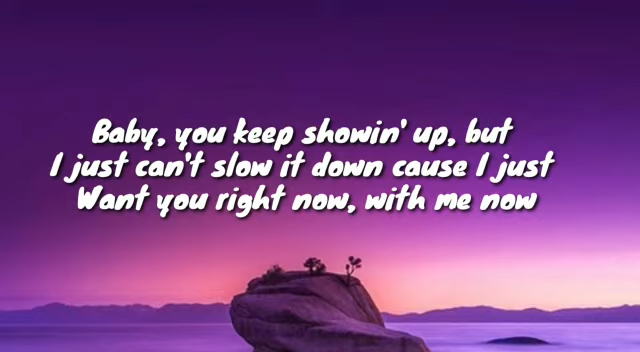 Baby, you keep showin' up, but
I just can't slow it down cause I just
Want you right now, with me now